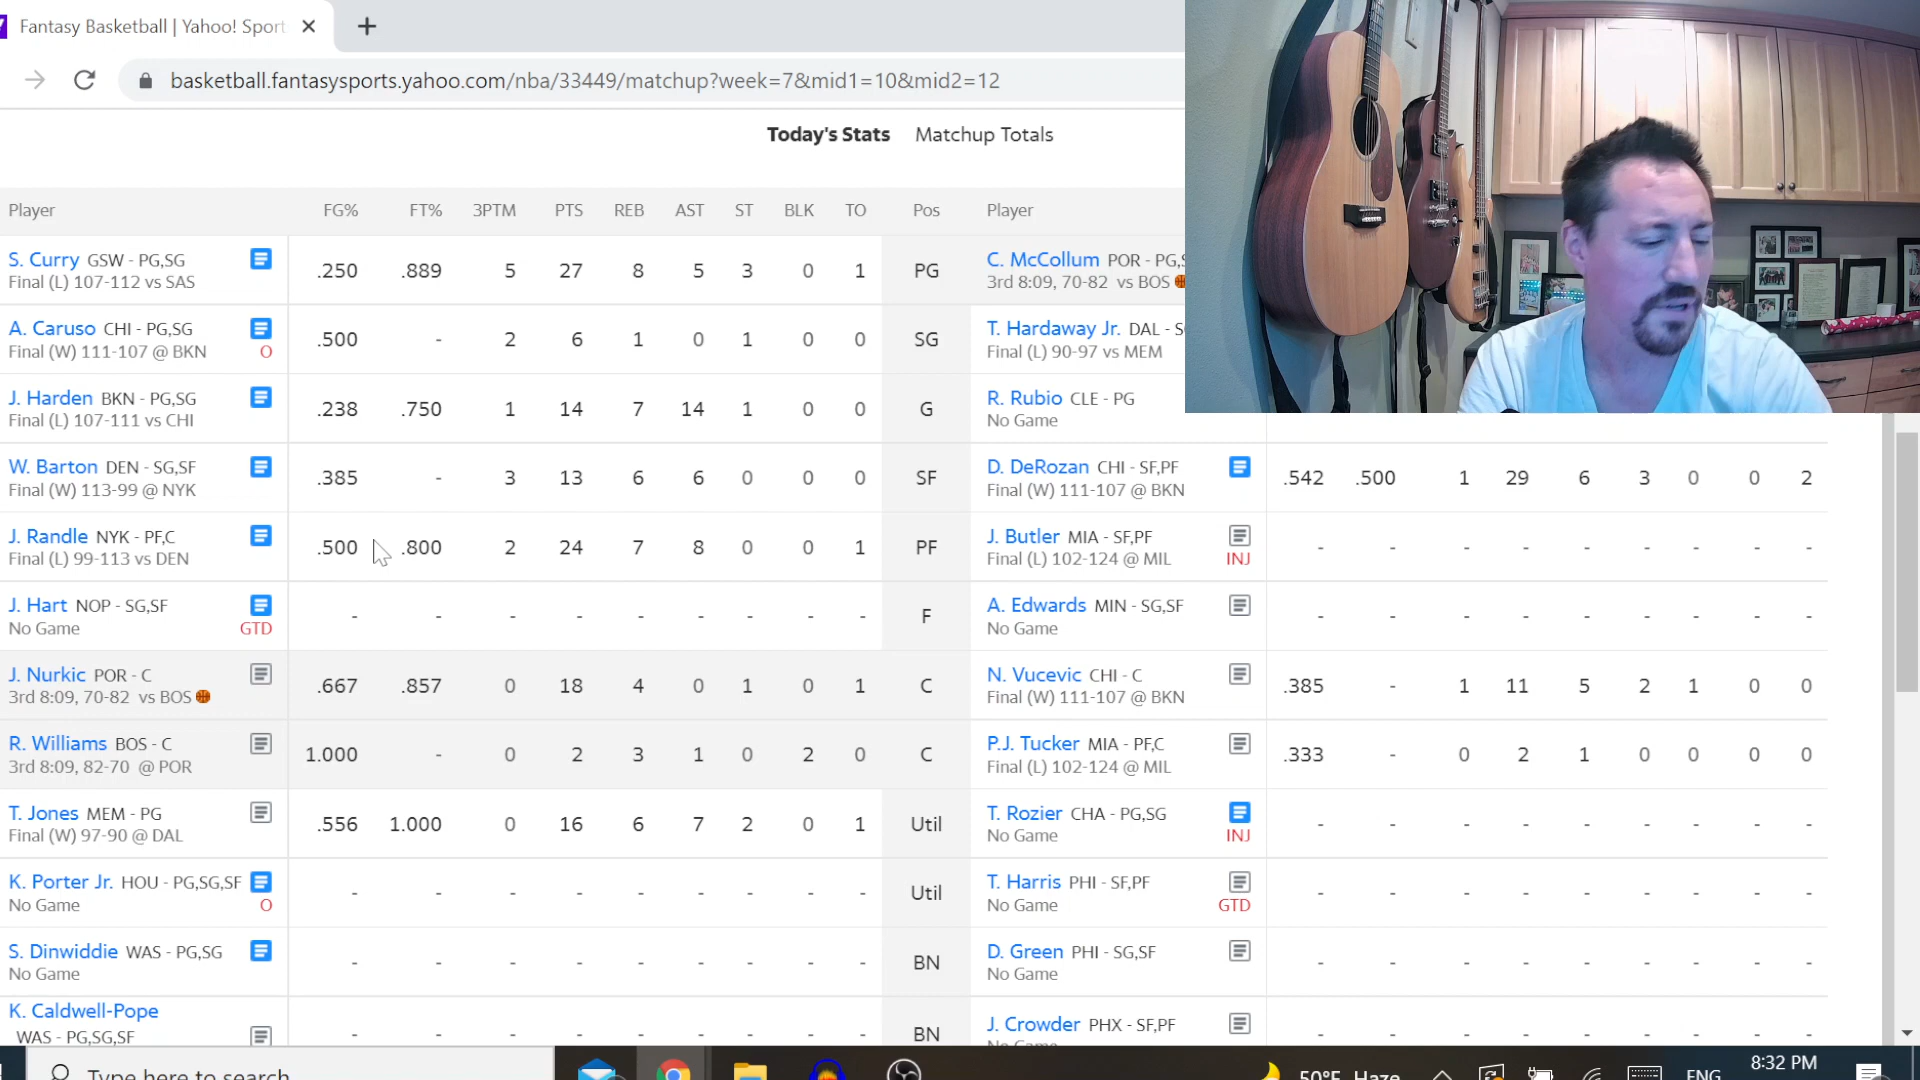 Fantasy Basketball | Yahoo! Sport
basketball.fantasysports.yahoo.com/nba/33449/matchup?week=7&mid1=10&mid2=12
Today's Stats Matchup Totals
Player FG% FT% 3PTM PTS REB AST ST BLK TO Pos Player
S. Curry GSW - PG,SG .250 .889 5 27 8 5 3 0 1 PG C. McCollum POR - PG,S
Final (L) 107-112 vs SAS 3rd 8:09, 70-82 vs BOS
A. Caruso CHI - PG,SG .500 - 2 6 1 0 1 0 0 SG T. Hardaway Jr. DAL - S
Final (W) 111-107 @ BKN O Final (L) 90-97 vs MEM
J. Harden BKN - PG,SG .238 .750 1 14 7 14 1 0 0 G R. Rubio CLE - PG
Final (L) 107-111 vs CHI No Game
W. Barton DEN - SG,SF .385 - 3 13 6 6 0 0 0 SF D. DeRozan CHI - SF,PF .542 .500 1 29 6 3 0 0 2
Final (W) 113-99 @ NYK Final (W) 111-107 @ BKN
J. Randle NYK - PF,C .500 .800 2 24 7 8 0 0 1 PF J. Butler MIA - SF,PF - - - - - - - - -
Final (L) 99-113 vs DEN Final (L) 102-124 @ MIL INJ
J. Hart NOP - SG,SF - - - - - - - - - F A. Edwards MIN - SG,SF - - - - - - - - -
No Game GTD No Game
J. Nurkic POR - C .667 .857 0 18 4 0 1 0 1 C N. Vucevic CHI - C .385 - 1 11 5 2 1 0 0
3rd 8:09, 70-82 vs BOS Final (W) 111-107 @ BKN
R. Williams BOS - C 1.000 - 0 2 3 1 0 2 0 C P.J. Tucker MIA - PF,C .333 - 0 2 1 0 0 0 0
3rd 8:09, 82-70 @ POR Final (L) 102-124 @ MIL
T. Jones MEM - PG .556 1.000 0 16 6 7 2 0 1 Util T. Rozier CHA - PG,SG - - - - - - - - -
Final (W) 97-90 @ DAL No Game INJ
K. Porter Jr. HOU - PG,SG,SF - - - - - - - - - Util T. Harris PHI - SF,PF - - - - - - - - -
No Game O No Game GTD
S. Dinwiddie WAS - PG,SG - - - - - - - - - BN D. Green PHI - SG,SF - - - - - - - - -
No Game No Game
K. Caldwell-Pope
WAS - PG,SG,SF - - - - - - - - - BN J. Crowder PHX - SF,PF - - - - - - - - -
No Game
Type here to search 50°F Haze ENG 8:32 PM